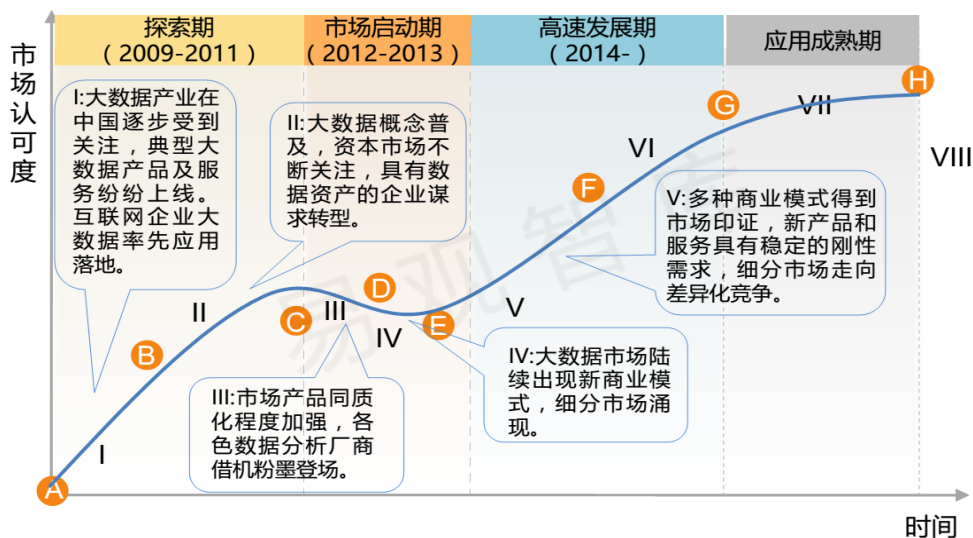 市场认可度
探索期
（2009-2011）
市场启动期
（2012-2013）
高速发展期
（2014-）
应用成熟期
I:大数据产业在
中国逐步受到
关注，典型大
数据产品及服
务纷纷上线。
互联网企业大
数据率先应用
落地。
II:大数据概念普
及，资本市场不
断关注，具有数
据资产的企业谋
求转型。
III:市场产品同质
化程度加强，各
色数据分析厂商
借机粉墨登场。
IV:大数据市场陆
续出现新商业模
式，细分市场涌
现。
V:多种商业模式得到
市场印证，新产品和
服务具有稳定的刚性
需求，细分市场走向
差异化竞争。
A
I
B
II
C
III
D
IV
E
V
F
VI
G
VII
H
VIII
时间
易观智库